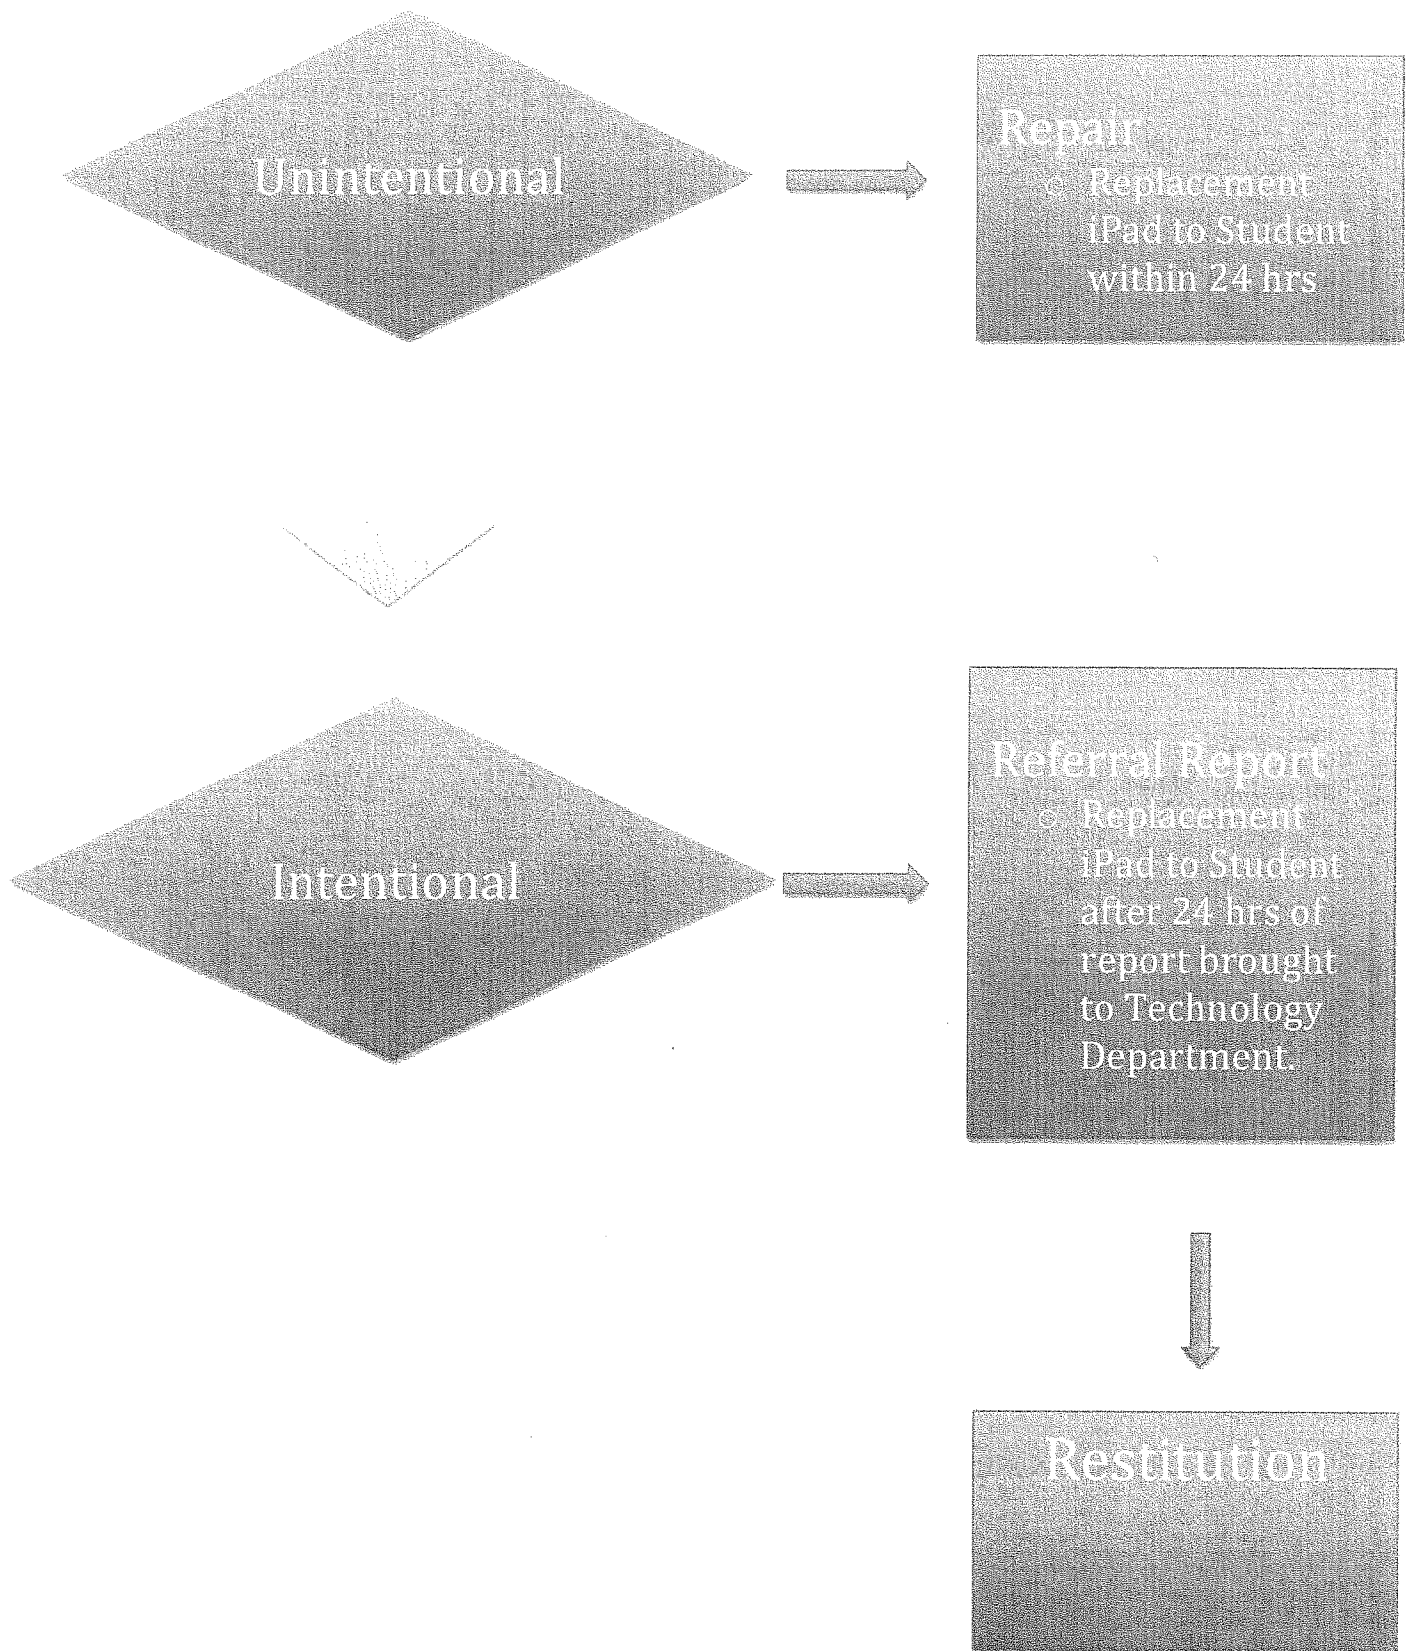 Unintentional
Repair
○ Replacement
iPad to Student
within 24 hrs
Intentional
Referral Report
○ Replacement
iPad to Student
after 24 hrs of
report brought
to Technology
Department.
Restitution